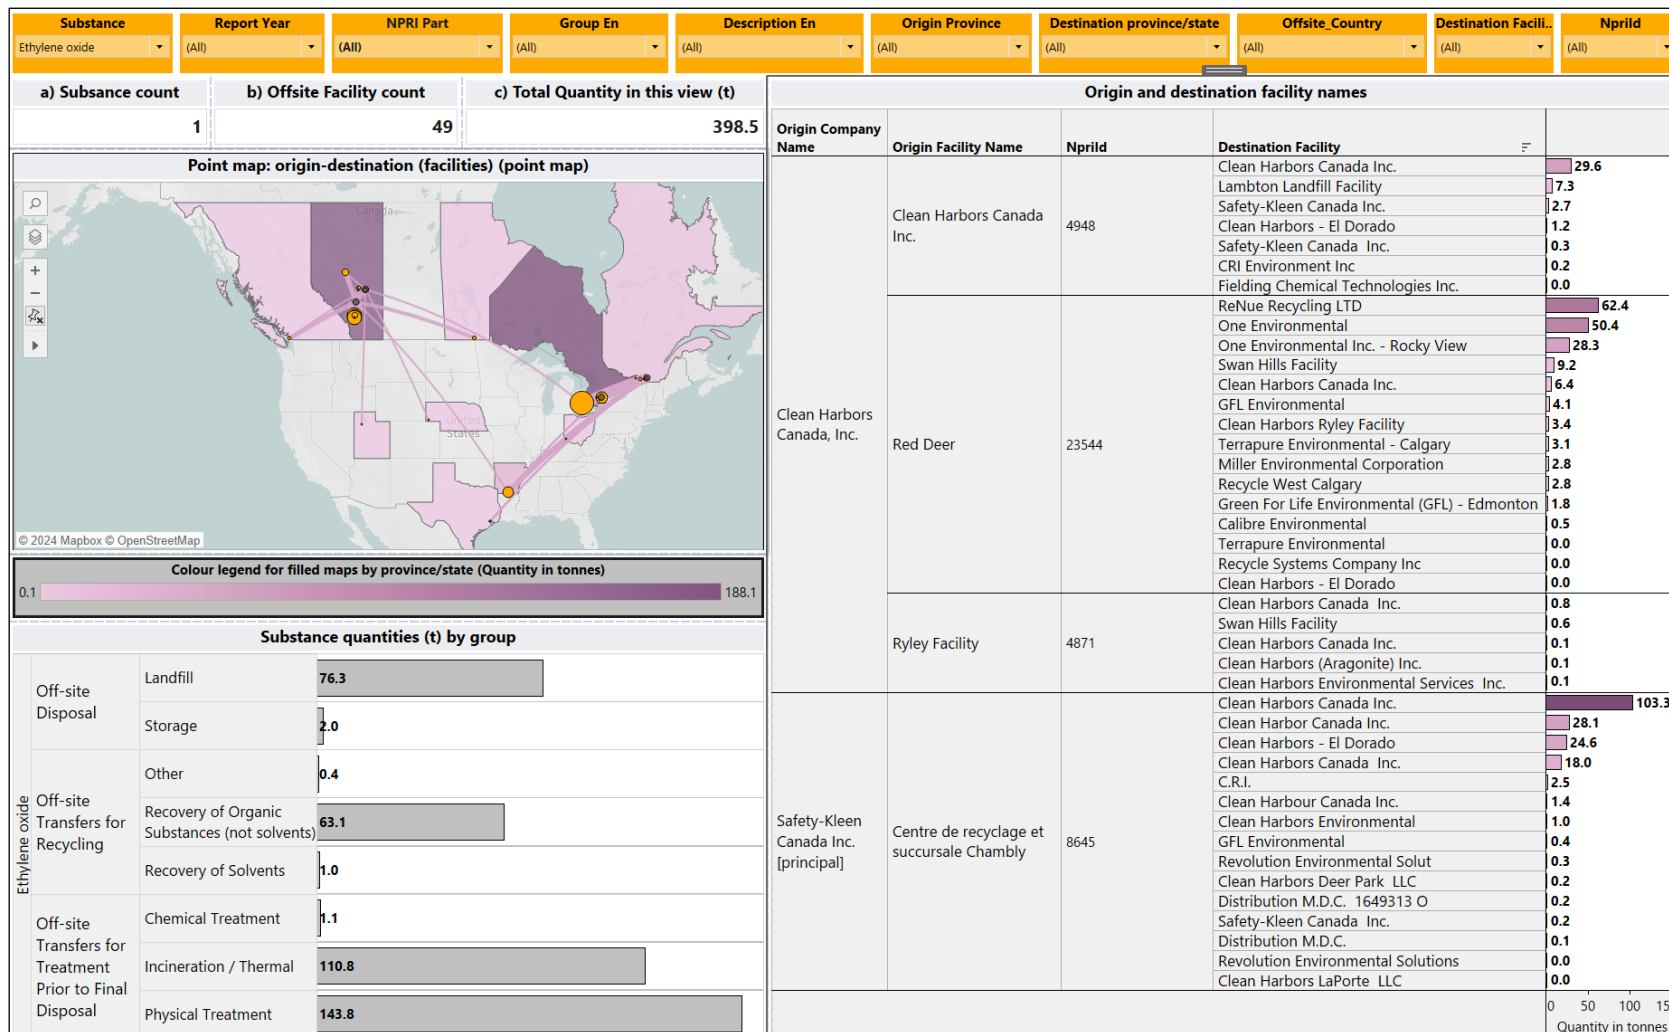 Substance
Report Year
NPRI Part
Group En
Description En
Origin Province
Destination province/state
Offsite_Country
Destination Facili..
NpriId
Ethylene oxide
(All)
(All)
(All)
(All)
(All)
(All)
(All)
(All)
(All)
a) Subsance count
b) Offsite Facility count
c) Total Quantity in this view (t)
1
49
398.5
Point map: origin-destination (facilities) (point map)
Canada
United
States
© 2024 Mapbox © OpenStreetMap
Colour legend for filled maps by province/state (Quantity in tonnes)
0.1
188.1
Substance quantities (t) by group
Ethylene oxide
Off-site
Disposal
Landfill
76.3
Storage
2.0
Off-site
Transfers for
Recycling
Other
0.4
Recovery of Organic
Substances (not solvents)
63.1
Recovery of Solvents
1.0
Off-site
Transfers for
Treatment
Prior to Final
Disposal
Chemical Treatment
1.1
Incineration / Thermal
110.8
Physical Treatment
143.8
Origin and destination facility names
Origin Company
Name
Origin Facility Name
NpriId
Destination Facility
Clean Harbors
Canada, Inc.
Clean Harbors Canada
Inc.
4948
Clean Harbors Canada Inc. 29.6
Lambton Landfill Facility 7.3
Safety-Kleen Canada Inc. 2.7
Clean Harbors - El Dorado 1.2
Safety-Kleen Canada  Inc. 0.3
CRI Environment Inc 0.2
Fielding Chemical Technologies Inc. 0.0
Red Deer
23544
ReNue Recycling LTD 62.4
One Environmental 50.4
One Environmental Inc. - Rocky View 28.3
Swan Hills Facility 9.2
Clean Harbors Canada Inc. 6.4
GFL Environmental 4.1
Clean Harbors Ryley Facility 3.4
Terrapure Environmental - Calgary 3.1
Miller Environmental Corporation 2.8
Recycle West Calgary 2.8
Green For Life Environmental (GFL) - Edmonton 1.8
Calibre Environmental 0.5
Terrapure Environmental 0.0
Recycle Systems Company Inc 0.0
Clean Harbors - El Dorado 0.0
Ryley Facility
4871
Clean Harbors Canada  Inc. 0.8
Swan Hills Facility 0.6
Clean Harbors Canada Inc. 0.1
Clean Harbors (Aragonite) Inc. 0.1
Clean Harbors Environmental Services  Inc. 0.1
Safety-Kleen
Canada Inc.
[principal]
Centre de recyclage et
succursale Chambly
8645
Clean Harbors Canada Inc. 103.3
Clean Harbor Canada Inc. 28.1
Clean Harbors - El Dorado 24.6
Clean Harbors Canada  Inc. 18.0
C.R.I. 2.5
Clean Harbour Canada Inc. 1.4
Clean Harbors Environmental 1.0
GFL Environmental 0.4
Revolution Environmental Solut 0.3
Clean Harbors Deer Park  LLC 0.2
Distribution M.D.C.  1649313 O 0.2
Safety-Kleen Canada  Inc. 0.2
Distribution M.D.C. 0.1
Revolution Environmental Solutions 0.0
Clean Harbors LaPorte  LLC 0.0
0 50 100 15
Quantity in tonnes